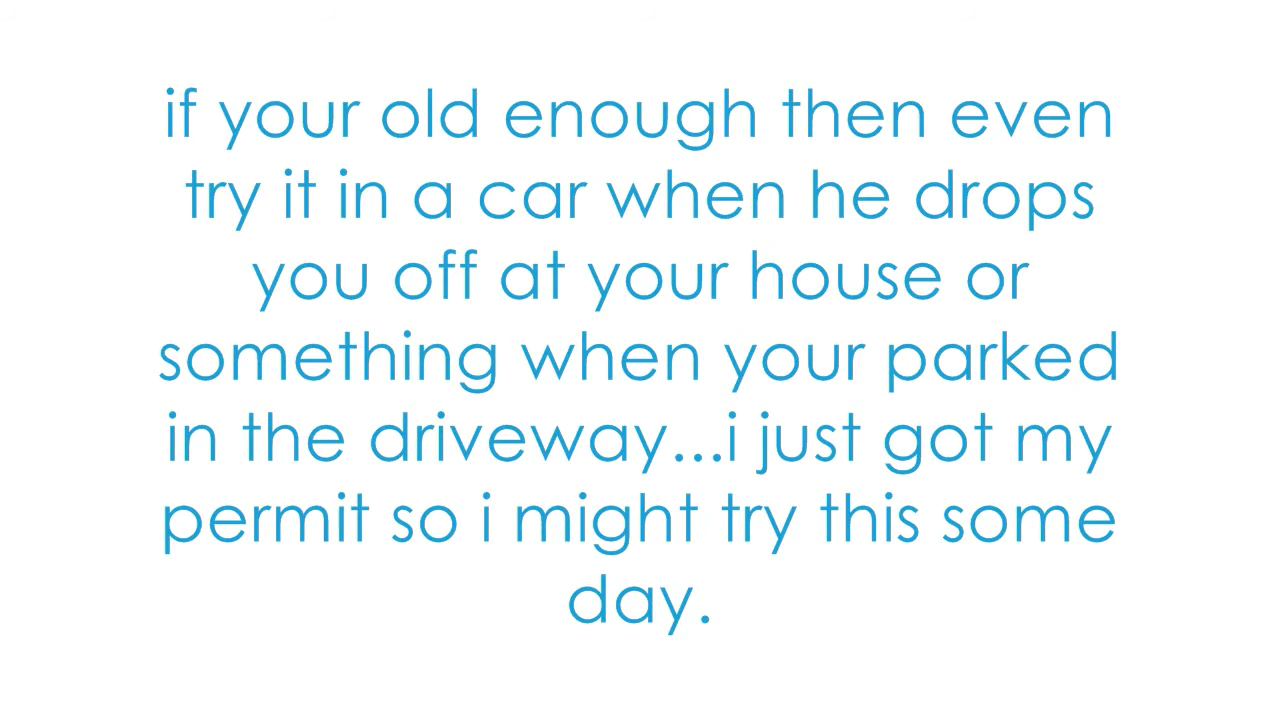 if your old enough then even
try it in a car when he drops
you off at your house or
something when your parked
in the driveway...i just got my
permit so i might try this some
day.